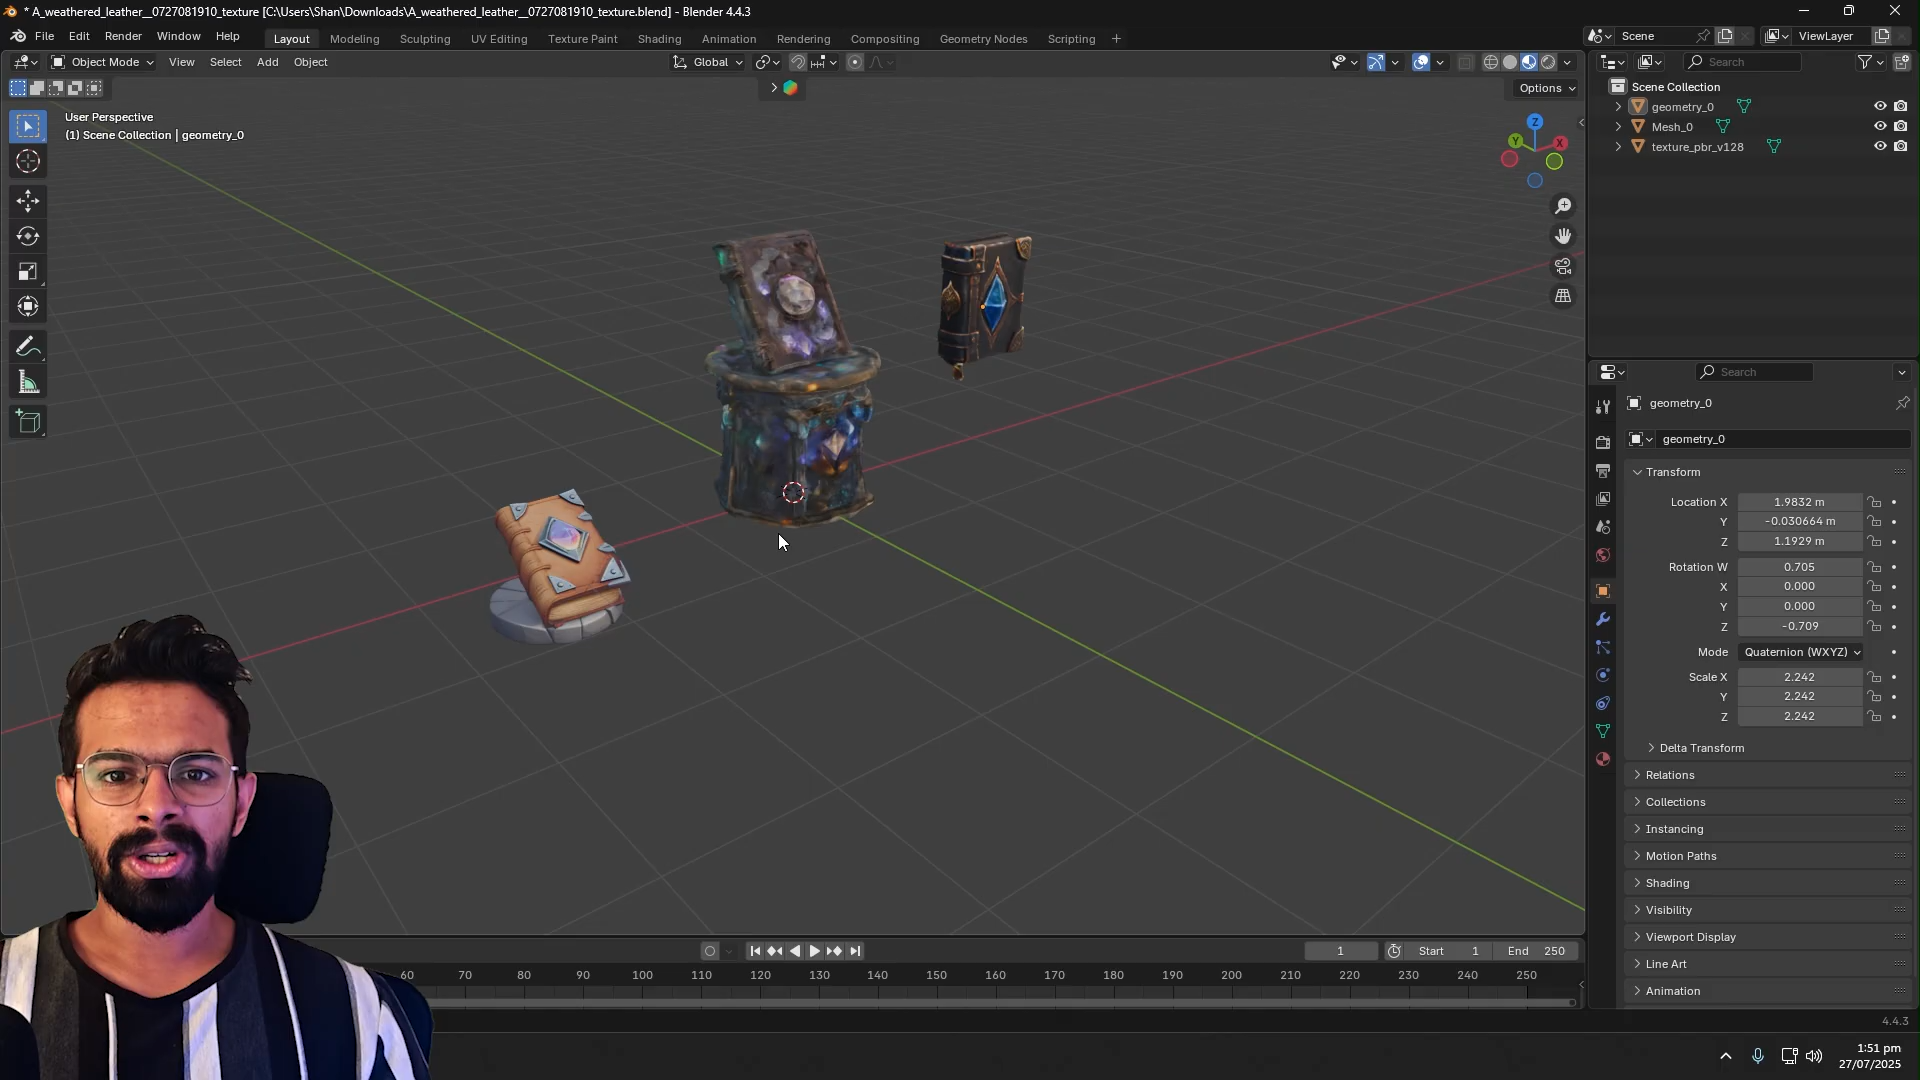 * A_weathered_leather__0727081910_texture [C:\Users\Shan\Downloads\A_weathered_leather__0727081910_texture.blend] - Blender 4.4.3
File Edit Render Window Help
Layout Modeling Sculpting UV Editing Texture Paint Shading Animation Rendering Compositing Geometry Nodes Scripting +
Scene
ViewLayer
Object Mode View Select Add Object
Global
Search
Options
User Perspective
(1) Scene Collection | geometry_0
Z
Y
X
Scene Collection
geometry_0
Mesh_0
texture_pbr_v128
Search
geometry_0
geometry_0
Transform
Location X 1.9832 m
Y -0.030664 m
Z 1.1929 m
Rotation W 0.705
X 0.000
Y 0.000
Z -0.709
Mode Quaternion (WXYZ)
Scale X 2.242
Y 2.242
Z 2.242
Delta Transform
Relations
Collections
Instancing
Motion Paths
Shading
Visibility
Viewport Display
Line Art
Animation
1 Start 1 End 250
60 70 80 90 100 110 120 130 140 150 160 170 180 190 200 210 220 230 240 250
4.4.3
1:51 pm
27/07/2025